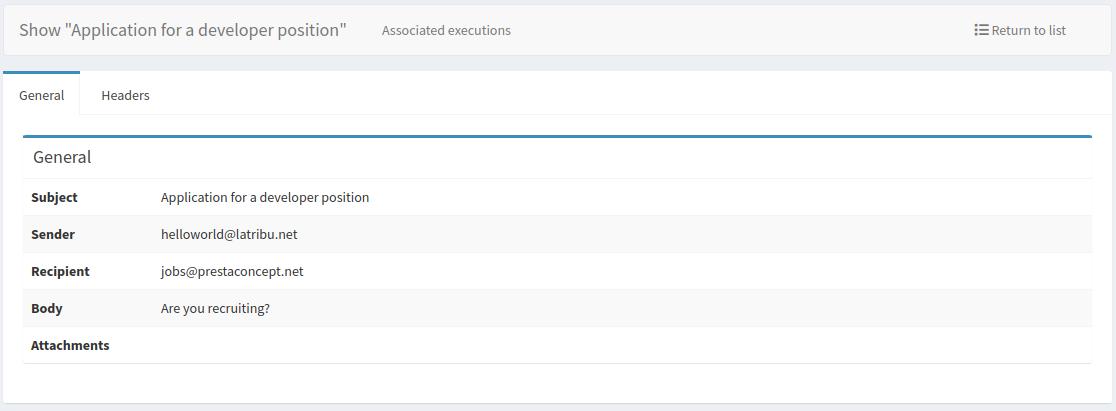 Show "Application for a developer position" Associated executions Return to list
General Headers
General
Subject Application for a developer position
Sender helloworld@latribu.net
Recipient jobs@prestaconcept.net
Body Are you recruiting?
Attachments